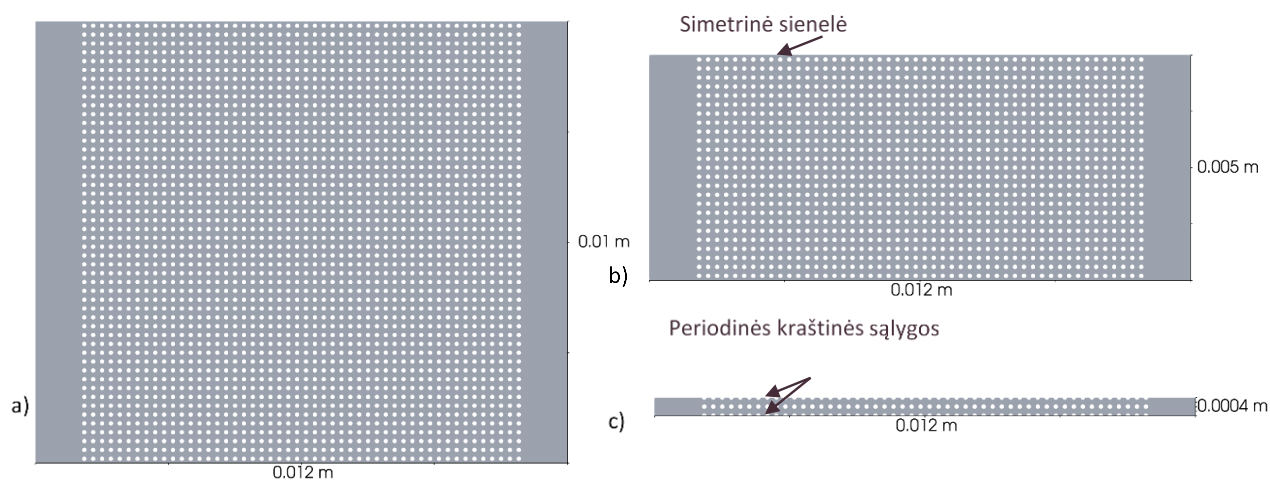 a)
0.01 m
0.012 m
Simetrinė sienelė
b)
0.005 m
0.012 m
Periodinės kraštinės sąlygos
c)
0.0004 m
0.012 m